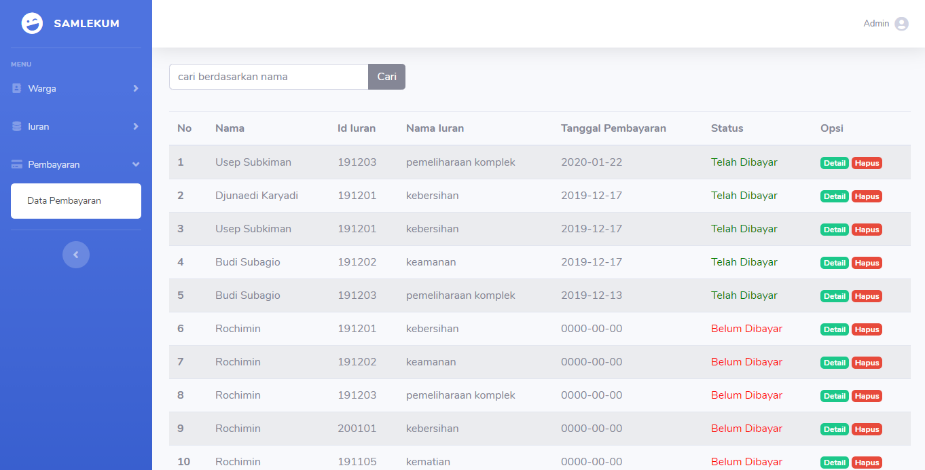 SAMLEKUM
Admin
MENU
Warga
Iuran
Pembayaran
Data Pembayaran
cari berdasarkan nama Cari
No Nama Id Iuran Nama Iuran Tanggal Pembayaran Status Opsi
1 Usep Subkiman 191203 pemeliharaan komplek 2020-01-22 Telah Dibayar Detail Hapus
2 Djunaedi Karyadi 191201 kebersihan 2019-12-17 Telah Dibayar Detail Hapus
3 Usep Subkiman 191201 kebersihan 2019-12-17 Telah Dibayar Detail Hapus
4 Budi Subagio 191202 keamanan 2019-12-17 Telah Dibayar Detail Hapus
5 Budi Subagio 191203 pemeliharaan komplek 2019-12-13 Telah Dibayar Detail Hapus
6 Rochimin 191201 kebersihan 0000-00-00 Belum Dibayar Detail Hapus
7 Rochimin 191202 keamanan 0000-00-00 Belum Dibayar Detail Hapus
8 Rochimin 191203 pemeliharaan komplek 0000-00-00 Belum Dibayar Detail Hapus
9 Rochimin 200101 kebersihan 0000-00-00 Belum Dibayar Detail Hapus
10 Rochimin 191105 kematian 0000-00-00 Belum Dibayar Detail Hapus